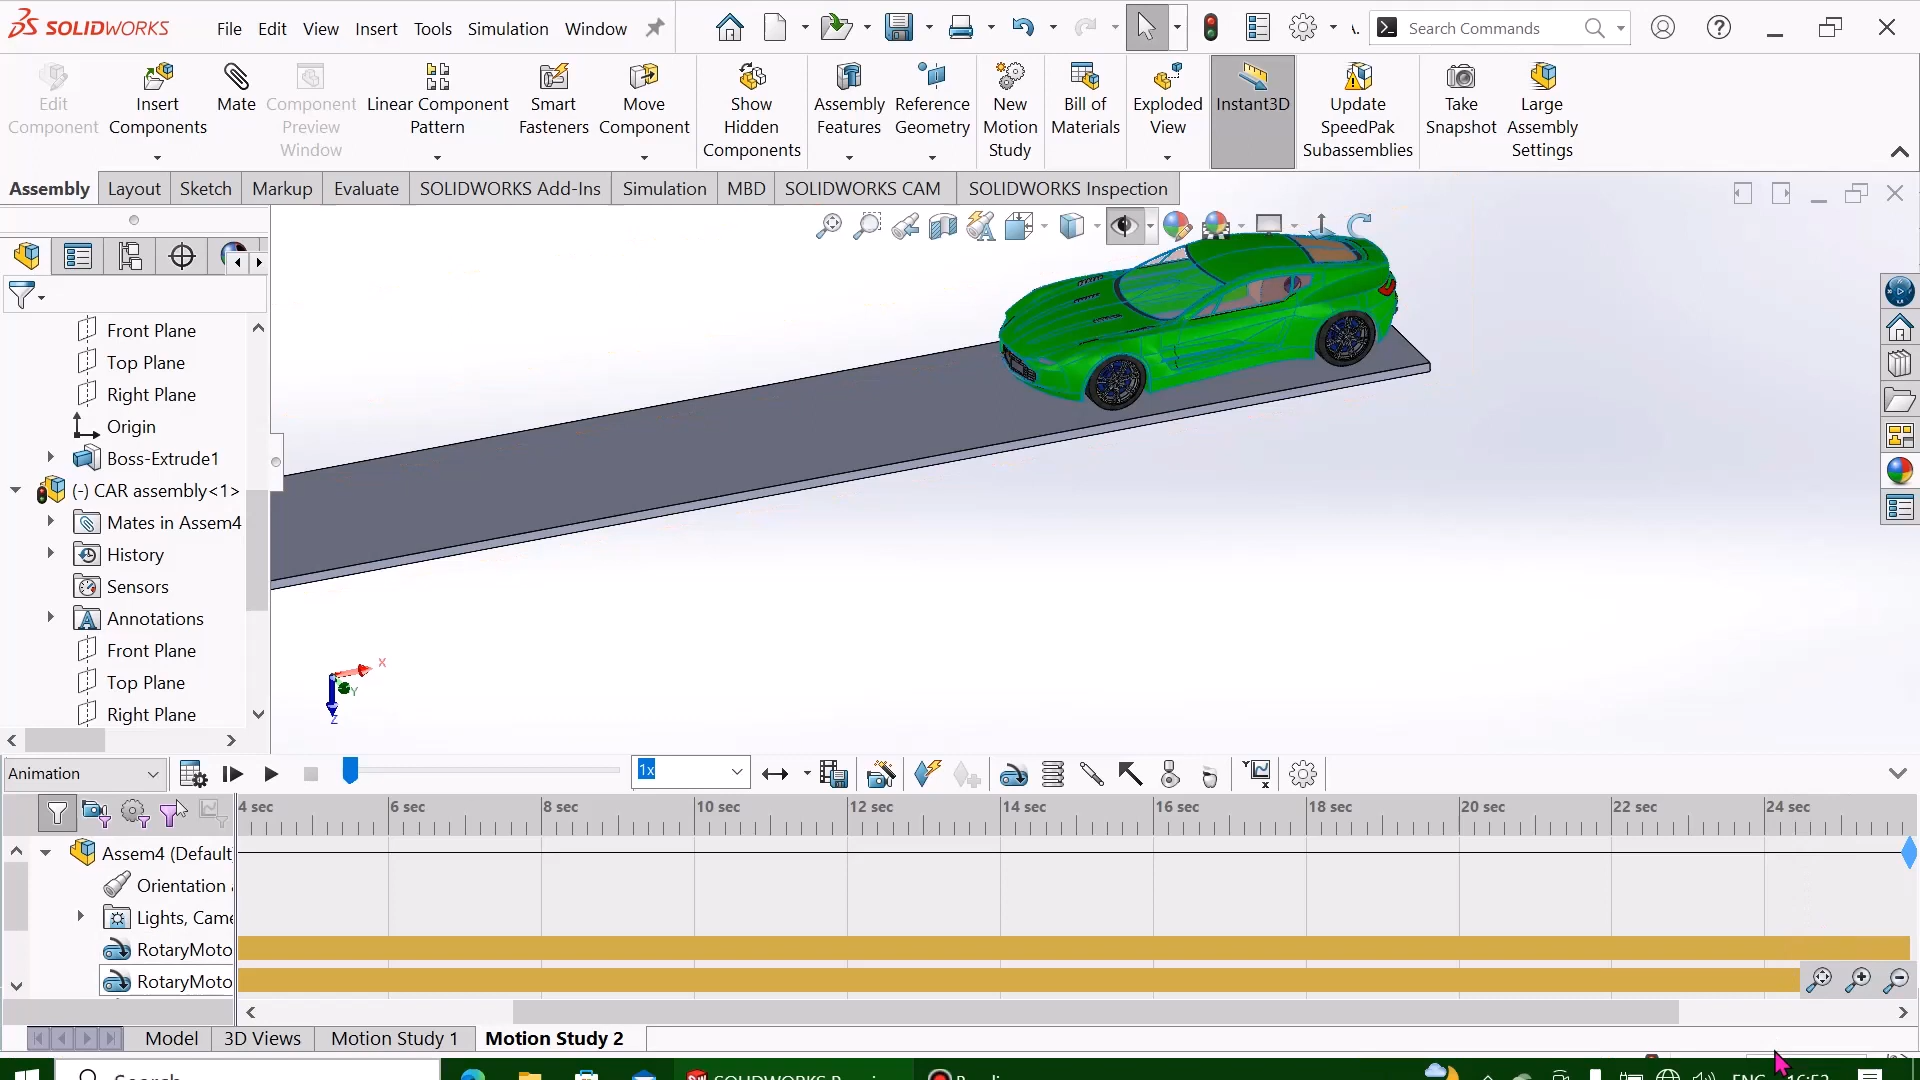 SOLIDWORKS File Edit View Insert Tools Simulation Window Search Commands
Edit Component
Insert Components
Mate
Component Preview Window
Linear Component Pattern
Smart Fasteners
Move Component
Show Hidden Components
Assembly Features
Reference Geometry
New Motion Study
Bill of Materials
Exploded View
Instant3D
Update SpeedPak Subassemblies
Take Snapshot
Large Assembly Settings
Assembly Layout Sketch Markup Evaluate SOLIDWORKS Add-Ins Simulation MBD SOLIDWORKS CAM SOLIDWORKS Inspection
Front Plane
Top Plane
Right Plane
Origin
Boss-Extrude1
(-) CAR assembly<1>
Mates in Assem4
History
Sensors
Annotations
Front Plane
Top Plane
Right Plane
X
Y
Z
Animation 1x
4 sec 6 sec 8 sec 10 sec 12 sec 14 sec 16 sec 18 sec 20 sec 22 sec 24 sec
Assem4 (Default
Orientation
Lights, Came
RotaryMoto
RotaryMoto
Model 3D Views Motion Study 1 Motion Study 2
Search SOLIDWORKS ENG 16:52